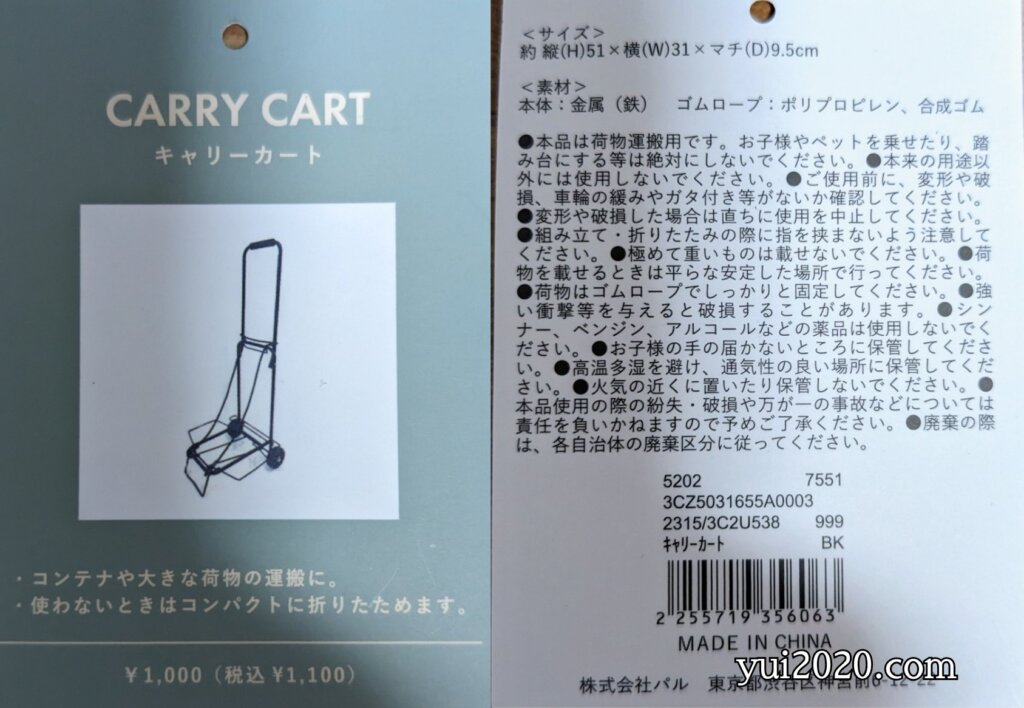 CARRY CART
キャリーカート
・コンテナや大きな荷物の運搬に。
・使わないときはコンパクトに折りたためます。
¥1,000（税込 ¥1,100）
＜サイズ＞
約 縦(H)51×横(W)31×マチ(D)9.5cm
＜素材＞
本体：金属（鉄）　ゴムロープ：ポリプロピレン、合成ゴム
●本品は荷物運搬用です。お子様やペットを乗せたり、踏
み台にする等は絶対にしないでください。●本来の用途以
外には使用しないでください。●ご使用前に、変形や破
損、車輪の緩みやガタ付き等がないか確認してください。
●変形や破損した場合は直ちに使用を中止してください。
●組み立て・折りたたみの際に指を挟まないよう注意して
ください。●極めて重いものは載せないでください。●荷
物を載せるときは平らな安定した場所で行ってください。
●荷物はゴムロープでしっかりと固定してください。●強
い衝撃等を与えると破損することがあります。●シン
ナー、ベンジン、アルコールなどの薬品は使用しないでく
ださい。●お子様の手の届かないところに保管してくださ
い。●高温多湿を避け、通気性の良い場所に保管してくだ
さい。●火気の近くに置いたり保管しないでください。●
本品使用の際の紛失・破損や万が一の事故などについては
責任を負いかねますので予めご了承ください。●廃棄の際
は、各自治体の廃棄区分に従ってください。
5202 7551
3CZ5031655A0003
2315/3C2U538 999
ｷｬﾘｰｶｰﾄ BK
2 255719 356063
MADE IN CHINA
yui2020.com
株式会社パル　東京都渋谷区神宮前6-12-22